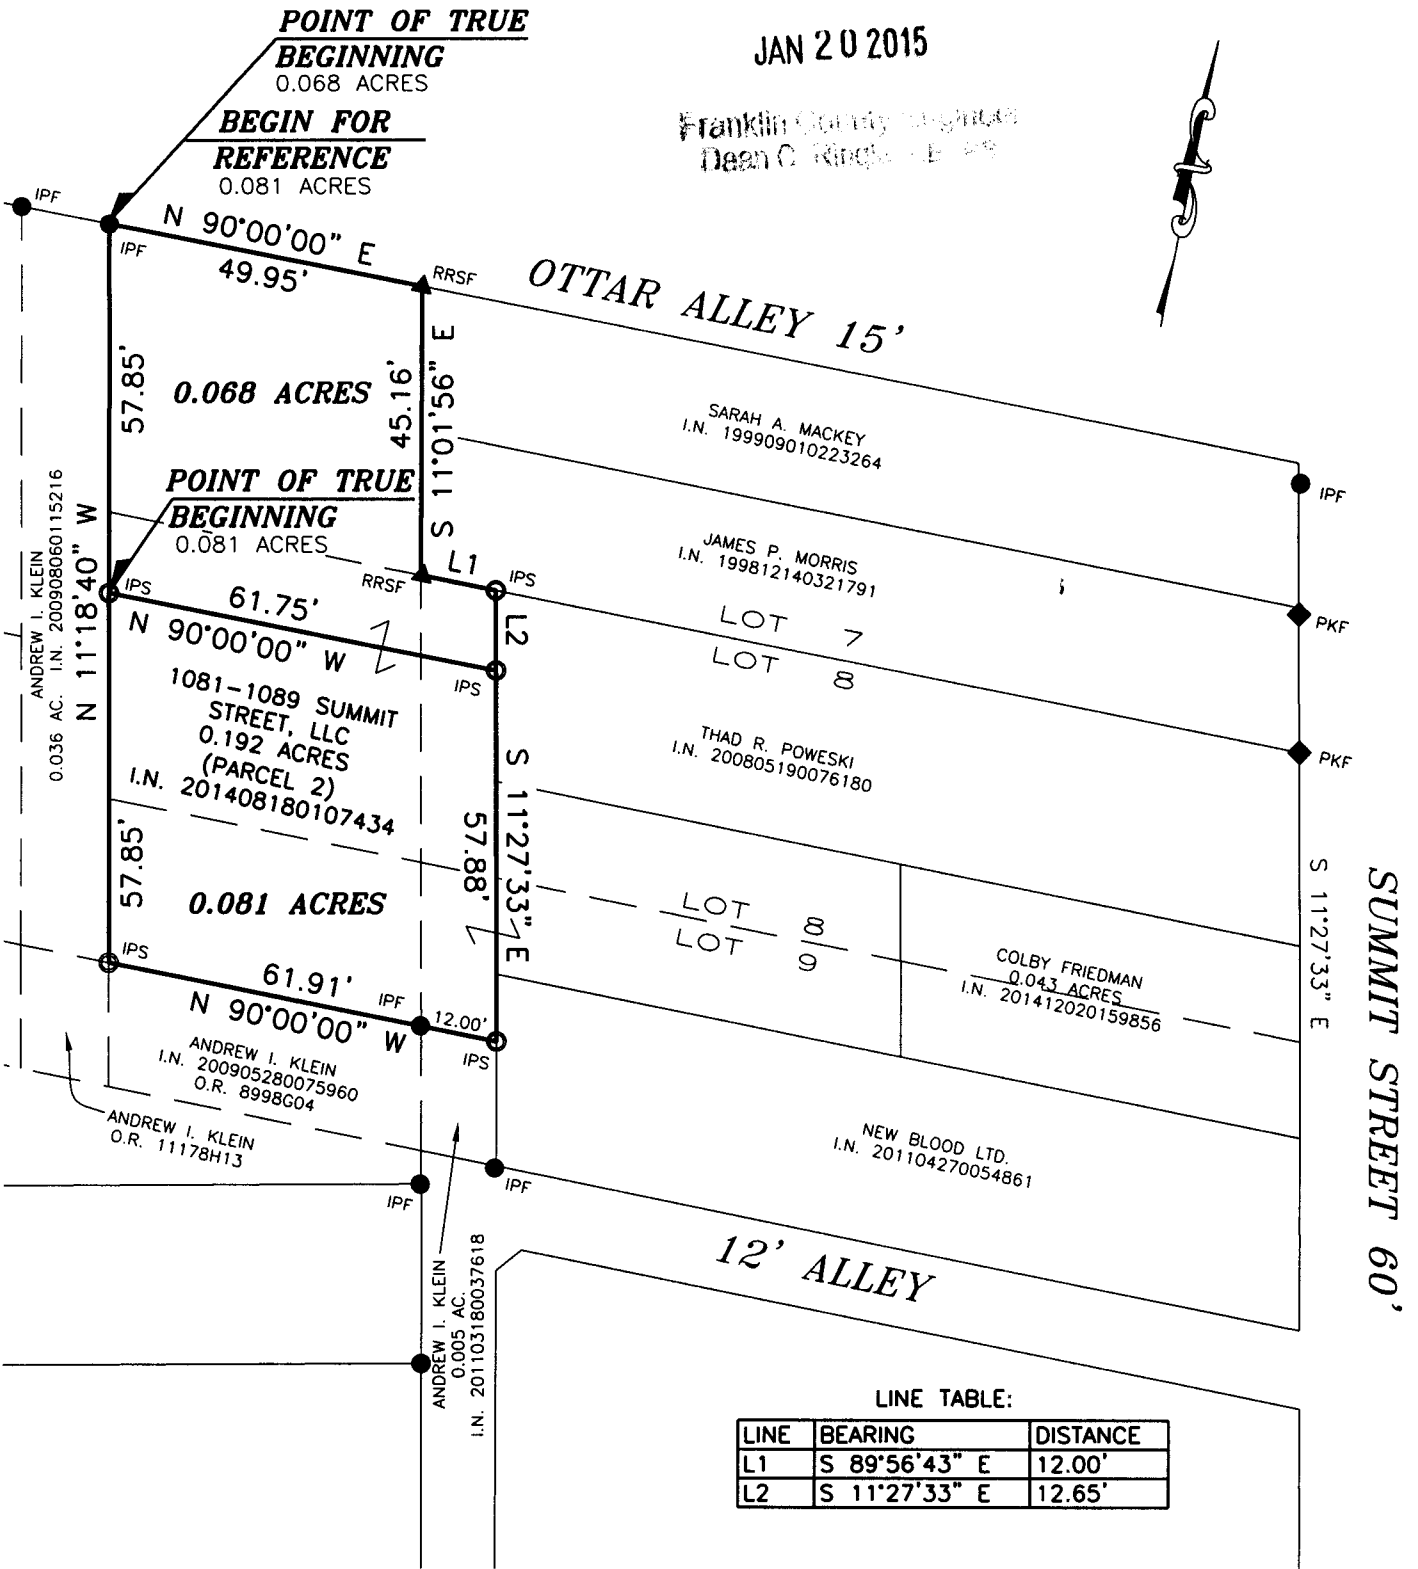 POINT OF TRUE
BEGINNING
0.068 ACRES
BEGIN FOR
REFERENCE
0.081 ACRES
JAN 20 2015
Franklin County Engineer
Dean C. Ringle
IPF
IPF
N 90°00'00" E
49.95'
RRSF
OTTAR ALLEY 15'
57.85'
0.068 ACRES
45.16'
S 11°01'56" E
SARAH A. MACKEY
I.N. 199909010223264
IPF
POINT OF TRUE
BEGINNING
0.081 ACRES
JAMES P. MORRIS
I.N. 199812140321791
ANDREW I. KLEIN
0.036 AC. I.N. 200908060115216
N 11°18'40" W
IPS
RRSF
L1
IPS
L2
61.75'
N 90°00'00" W
IPS
LOT 7
LOT 8
PKF
PKF
1081-1089 SUMMIT
STREET, LLC
0.192 ACRES
(PARCEL 2)
I.N. 201408180107434
THAD R. POWESKI
I.N. 200805190076180
57.85'
0.081 ACRES
57.88'
S 11°27'33" E
LOT 8
LOT 9
COLBY FRIEDMAN
0.043 ACRES
I.N. 201412020159856
S 11°27'33" E
SUMMIT STREET 60'
IPS
61.91'
N 90°00'00" W
IPF
12.00'
IPS
ANDREW I. KLEIN
I.N. 200905280075960
O.R. 8998G04
ANDREW I. KLEIN
O.R. 11178H13
NEW BLOOD LTD.
I.N. 201104270054861
IPF
IPF
12' ALLEY
ANDREW I. KLEIN
0.005 AC.
I.N. 201103180037618
LINE TABLE:
LINE BEARING DISTANCE
L1 S 89°56'43" E 12.00'
L2 S 11°27'33" E 12.65'